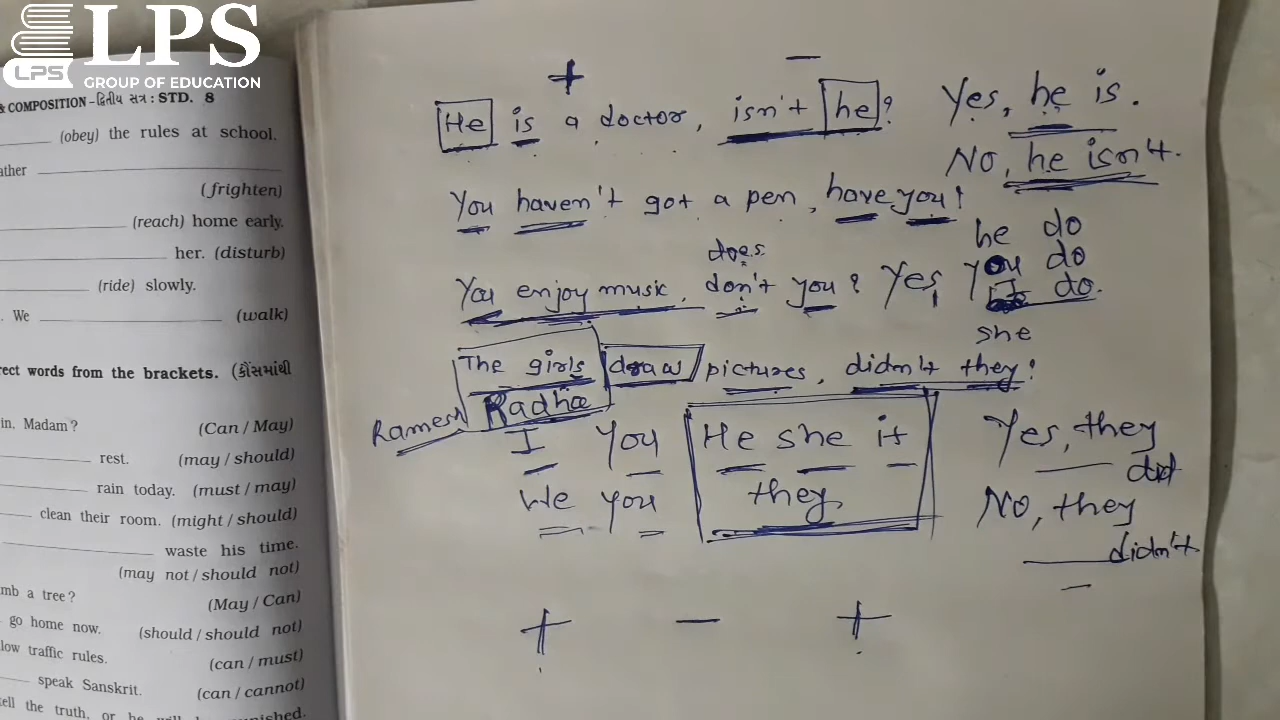 LPS
LPS
GROUP OF EDUCATION
& COMPOSITION – દ્વિતીય સત્ર : STD. 8
(obey) the rules at school.
(frighten)
(reach) home early.
her. (disturb)
(ride) slowly.
. We (walk)
words from the brackets. (કૌંસમાંથી
in, Madam? (Can / May)
rest. (may / should)
rain today. (must / may)
clean their room. (might / should)
waste his time.
(may not / should not)
a tree? (May / Can)
go home now. (should / should not)
traffic rules. (can / must)
speak Sanskrit. (can / cannot)
the truth, or he
+ –
He is a doctor, isn't he? Yes, he is.
No, he isn't.
You haven't got a pen, have you?
he do
does
You enjoy music, don't you? Yes, you do
I do.
she
The girls draw pictures, didn't they?
Ramesh Radha
I You He she it Yes, they did
We you they. No, they didn't
–
+ – +